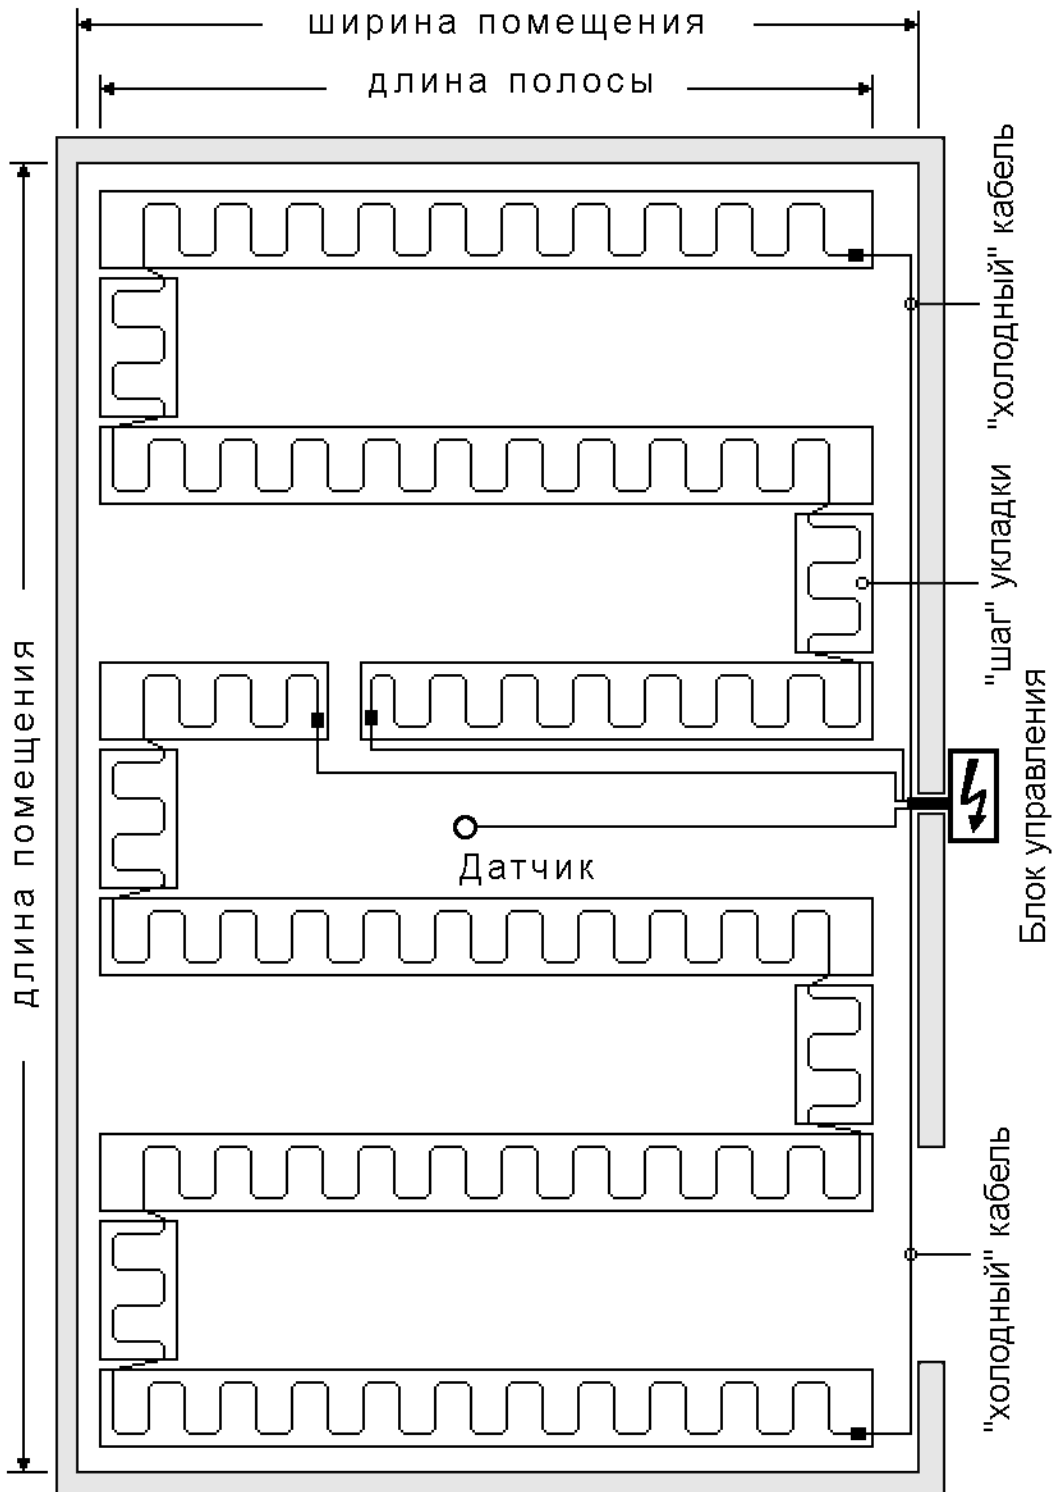 ширина помещения
длина полосы
"холодный" кабель
"шаг" укладки
длина помещения
Блок управления
Датчик
"холодный" кабель